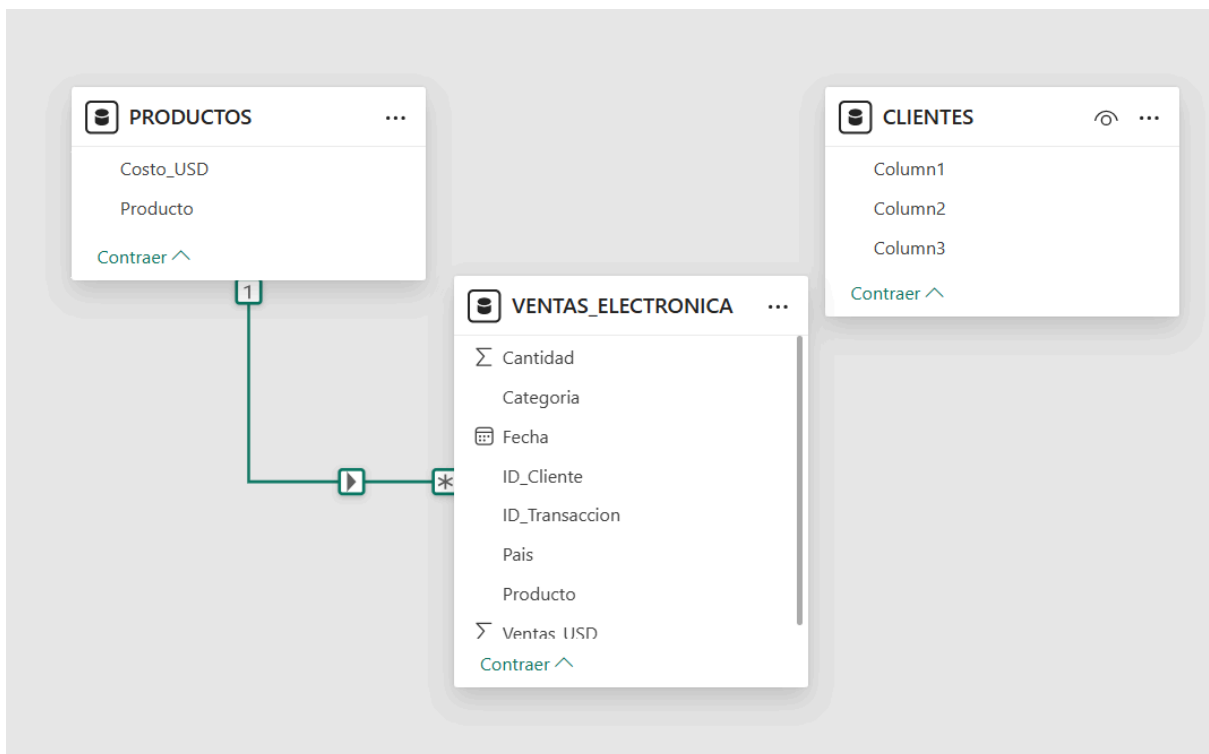 PRODUCTOS
Costo_USD
Producto
Contraer
1
*
CLIENTES
Column1
Column2
Column3
Contraer
VENTAS_ELECTRONICA
Σ Cantidad
Categoria
Fecha
ID_Cliente
ID_Transaccion
Pais
Producto
Σ Ventas_USD
Contraer